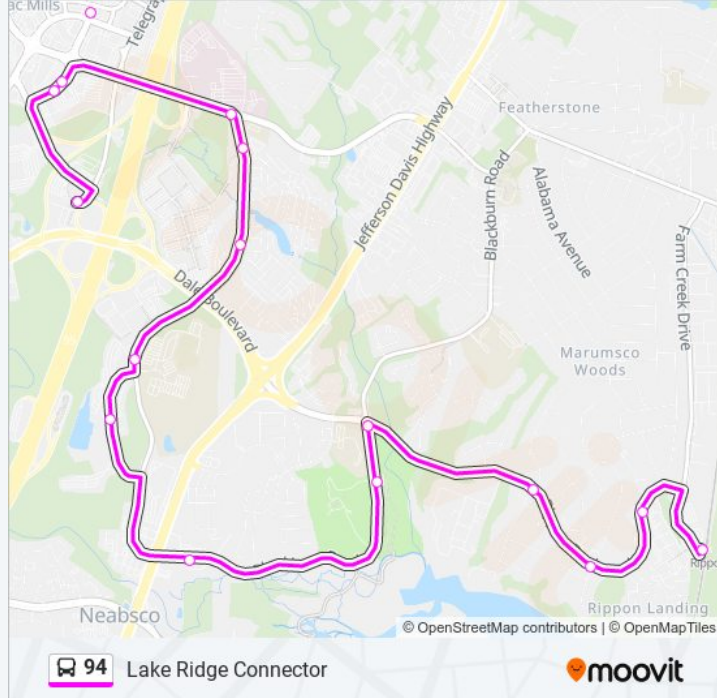 ac Mills
Telegra
Featherstone
Jefferson Davis Highway
Blackburn Road
Alabama Avenue
Farm Creek Drive
Dale Boulevard
Marumsco
Woods
Rippo
Rippon Landing
Neabsco
© OpenStreetMap contributors | © OpenMapTiles
94 Lake Ridge Connector
moovit